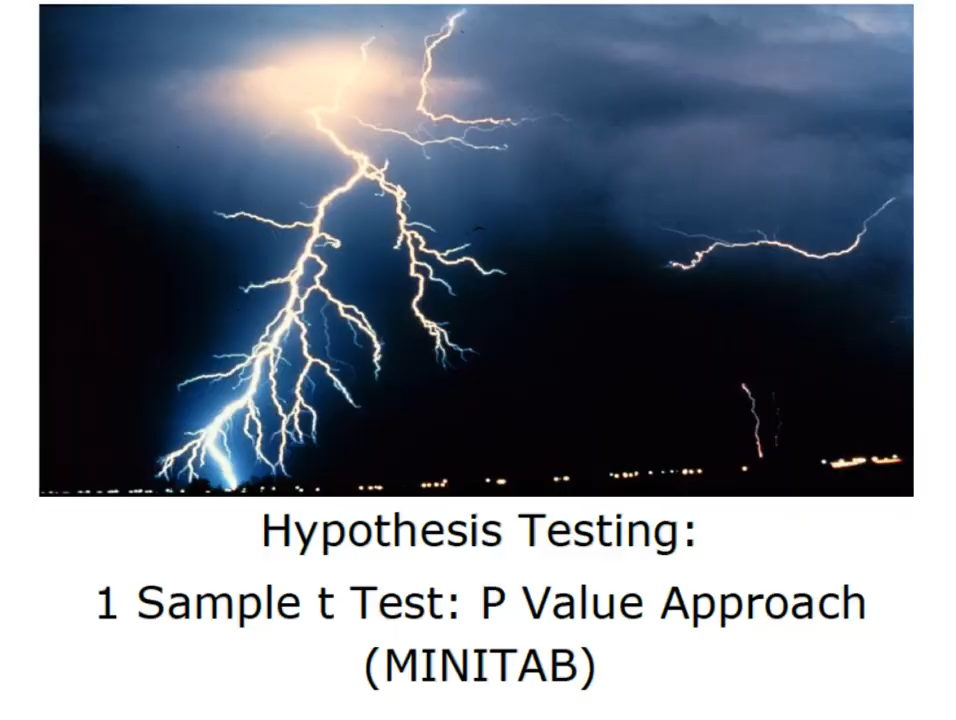 Hypothesis Testing:
1 Sample t Test: P Value Approach
(MINITAB)